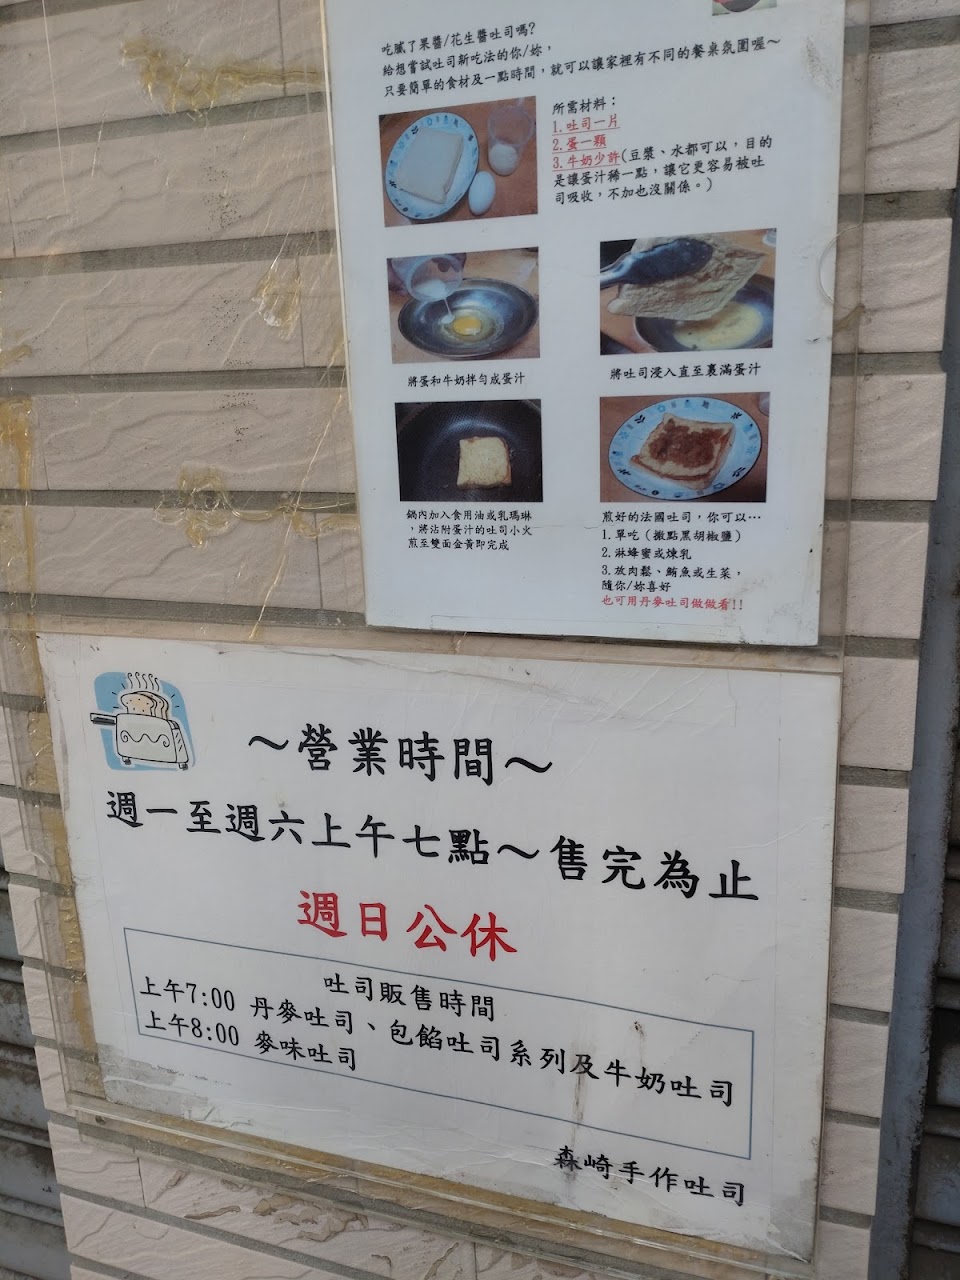 吃膩了果醬/花生醬吐司嗎?
給想嘗試吐司新吃法的你/妳，
只要簡單的食材及一點時間，就可以讓家裡有不同的餐桌氛圍喔～
所需材料：
1.吐司一片
2.蛋一顆
3.牛奶少許(豆漿、水都可以，目的
是讓蛋汁稀一點，讓它更容易被吐
司吸收，不加也沒關係。)
將蛋和牛奶拌勻成蛋汁
將吐司浸入直至裹滿蛋汁
鍋內加入食用油或乳瑪琳
，將沾附蛋汁的吐司小火
煎至雙面金黃即完成
煎好的法國吐司，你可以…
1.單吃（撒點黑胡椒鹽）
2.淋蜂蜜或煉乳
3.放肉鬆、鮪魚或生菜，
隨你/妳喜好
也可用丹麥吐司做做看!!
～營業時間～
週一至週六上午七點～售完為止
週日公休
吐司販售時間
上午7:00 丹麥吐司、包餡吐司系列及牛奶吐司
上午8:00 麥味吐司
森崎手作吐司